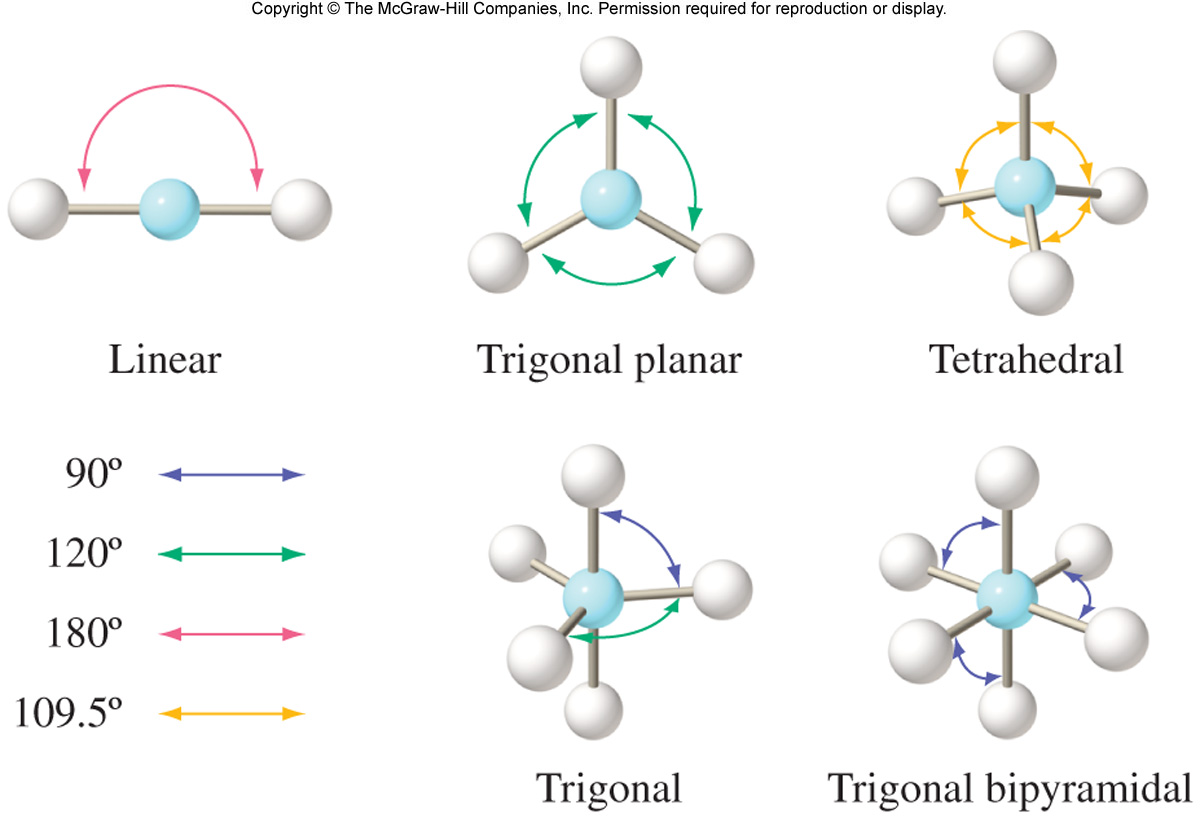 Copyright © The McGraw-Hill Companies, Inc. Permission required for reproduction or display.
Linear
Trigonal planar
Tetrahedral
90º
120º
180º
109.5º
Trigonal
Trigonal bipyramidal